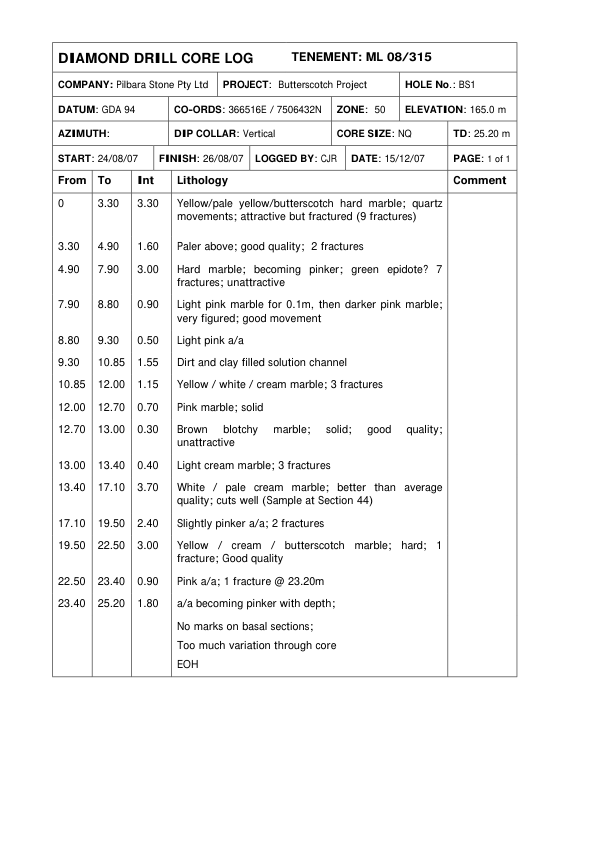 DIAMOND DRILL CORE LOG TENEMENT: ML 08/315
COMPANY: Pilbara Stone Pty Ltd PROJECT: Butterscotch Project HOLE No.: BS1
DATUM: GDA 94 CO-ORDS: 366516E / 7506432N ZONE: 50 ELEVATION: 165.0 m
AZIMUTH: DIP COLLAR: Vertical CORE SIZE: NQ TD: 25.20 m
START: 24/08/07 FINISH: 26/08/07 LOGGED BY: CJR DATE: 15/12/07 PAGE: 1 of 1
From To Int Lithology Comment
0 3.30 3.30 Yellow/pale yellow/butterscotch hard marble; quartz
movements; attractive but fractured (9 fractures)
3.30 4.90 1.60 Paler above; good quality; 2 fractures
4.90 7.90 3.00 Hard marble; becoming pinker; green epidote? 7
fractures; unattractive
7.90 8.80 0.90 Light pink marble for 0.1m, then darker pink marble;
very figured; good movement
8.80 9.30 0.50 Light pink a/a
9.30 10.85 1.55 Dirt and clay filled solution channel
10.85 12.00 1.15 Yellow / white / cream marble; 3 fractures
12.00 12.70 0.70 Pink marble; solid
12.70 13.00 0.30 Brown blotchy marble; solid; good quality;
unattractive
13.00 13.40 0.40 Light cream marble; 3 fractures
13.40 17.10 3.70 White / pale cream marble; better than average
quality; cuts well (Sample at Section 44)
17.10 19.50 2.40 Slightly pinker a/a; 2 fractures
19.50 22.50 3.00 Yellow / cream / butterscotch marble; hard; 1
fracture; Good quality
22.50 23.40 0.90 Pink a/a; 1 fracture @ 23.20m
23.40 25.20 1.80 a/a becoming pinker with depth;
No marks on basal sections;
Too much variation through core
EOH